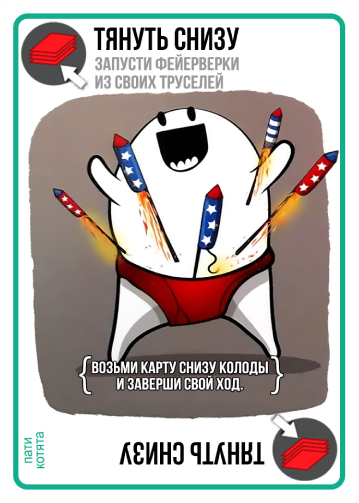 ТЯНУТЬ СНИЗУ
ЗАПУСТИ ФЕЙЕРВЕРКИ
ИЗ СВОИХ ТРУСЕЛЕЙ
{ВОЗЬМИ КАРТУ СНИЗУ КОЛОДЫ
И ЗАВЕРШИ СВОЙ ХОД.}
пати
котята
ТЯНУТЬ СНИЗУ